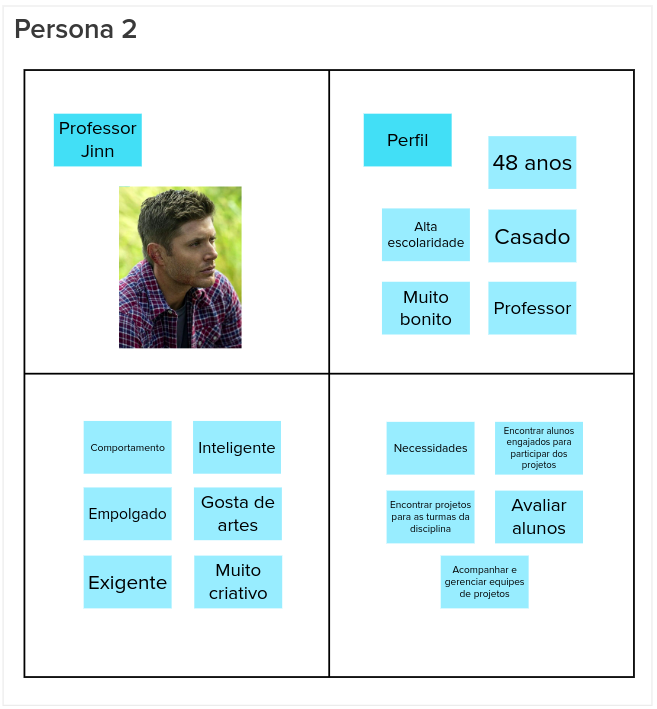 Persona 2
Professor
Jinn
Perfil
48 anos
Alta
escolaridade
Casado
Muito
bonito
Professor
Comportamento
Inteligente
Empolgado
Gosta de
artes
Exigente
Muito
criativo
Necessidades
Encontrar alunos
engajados para
participar dos
projetos
Encontrar projetos
para as turmas da
disciplina
Avaliar
alunos
Acompanhar e
gerenciar equipes
de projetos